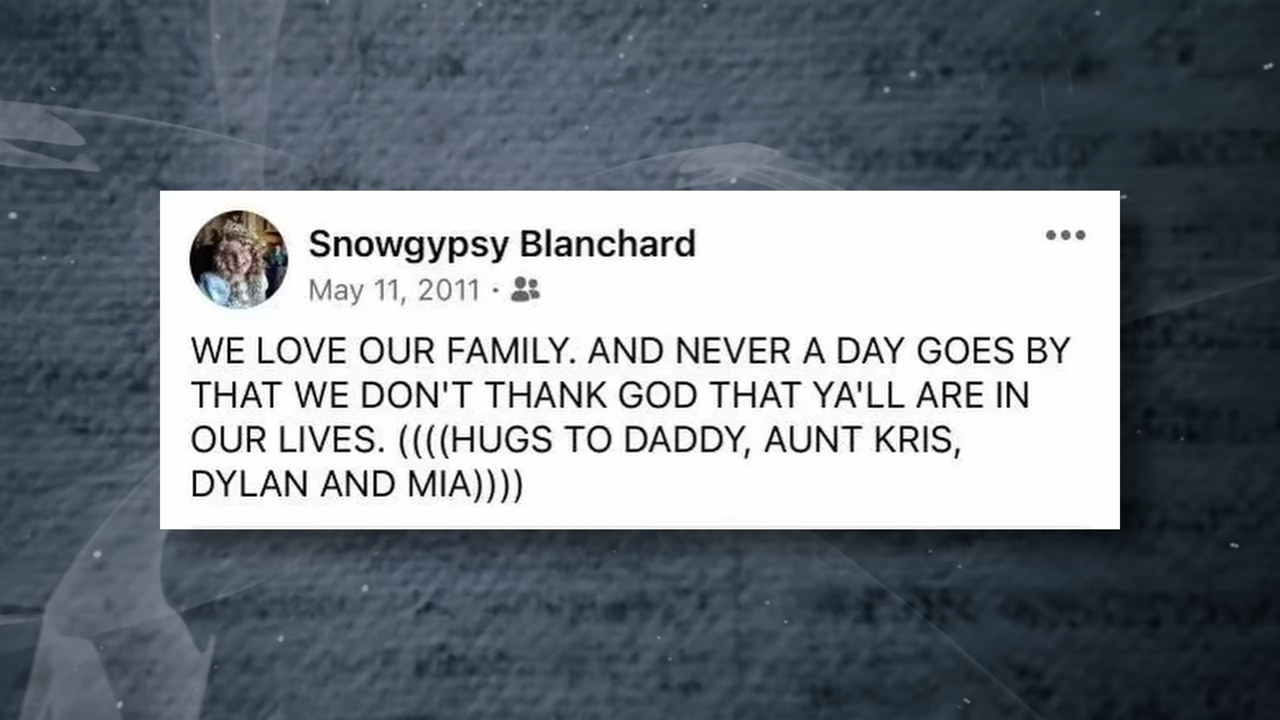 Snowgypsy Blanchard
May 11, 2011 ·
WE LOVE OUR FAMILY. AND NEVER A DAY GOES BY
THAT WE DON'T THANK GOD THAT YA'LL ARE IN
OUR LIVES. ((((HUGS TO DADDY, AUNT KRIS,
DYLAN AND MIA))))